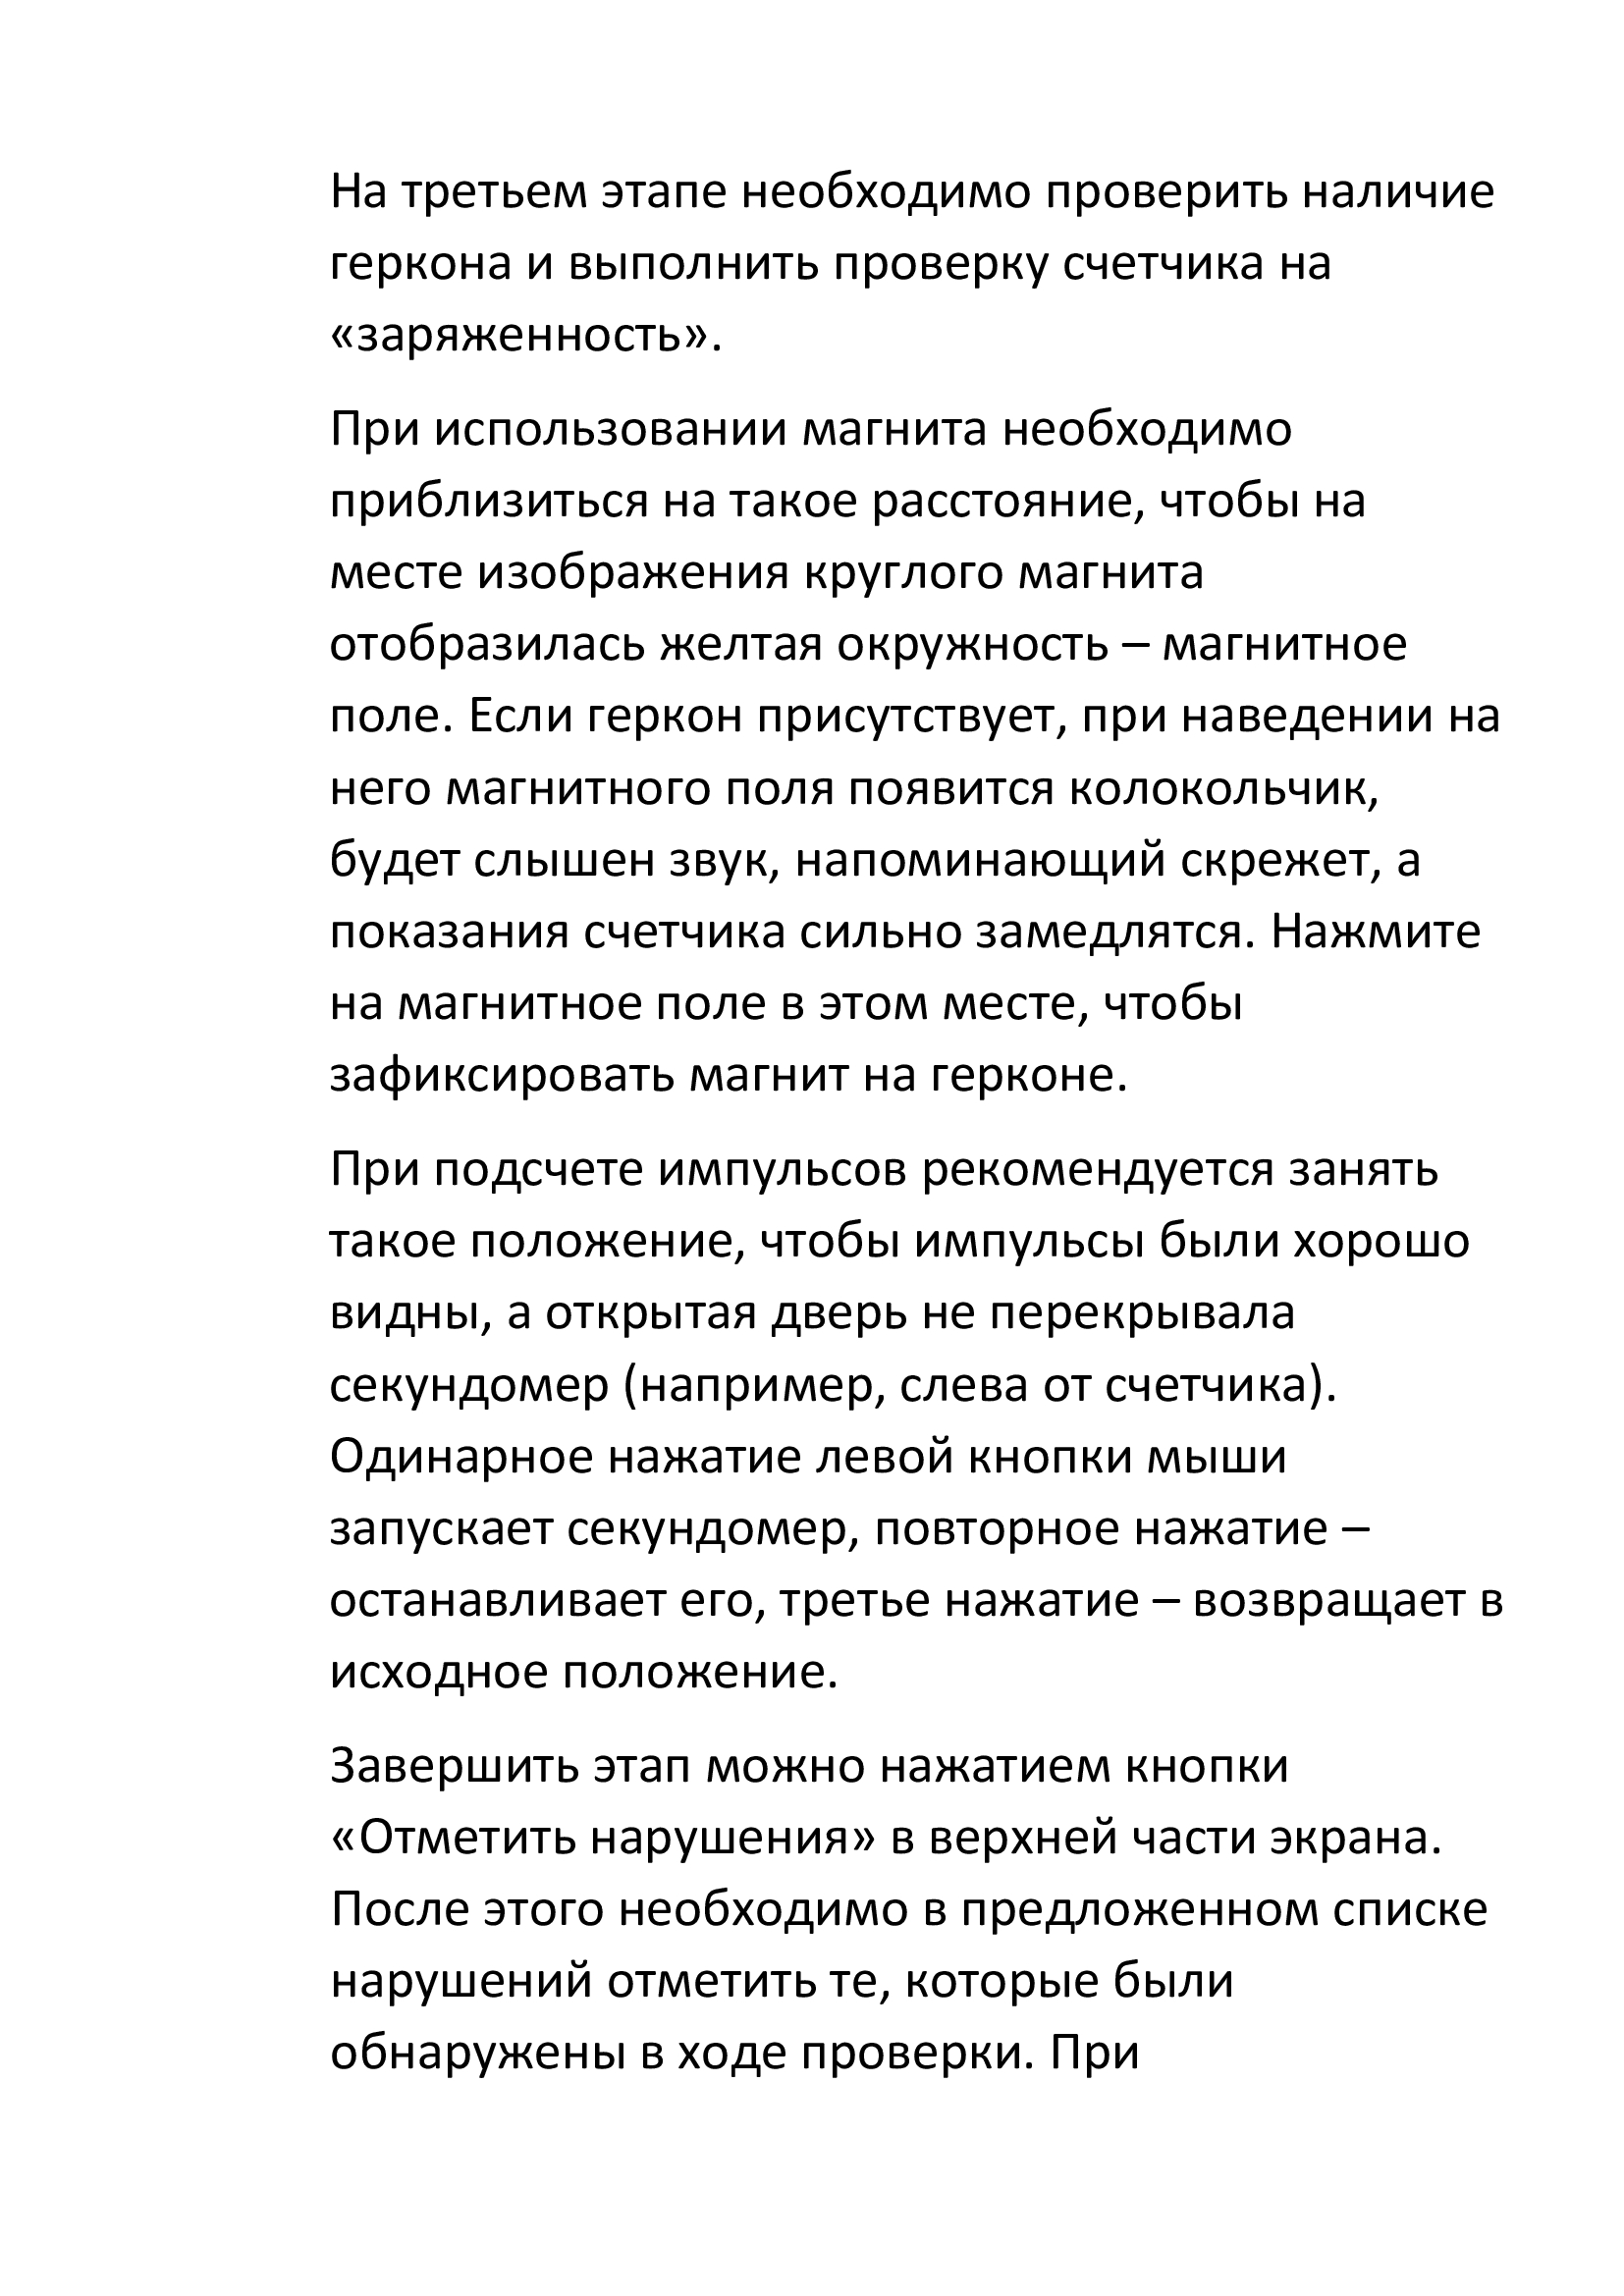 На третьем этапе необходимо проверить наличие
геркона и выполнить проверку счетчика на
«заряженность».
При использовании магнита необходимо
приблизиться на такое расстояние, чтобы на
месте изображения круглого магнита
отобразилась желтая окружность – магнитное
поле. Если геркон присутствует, при наведении на
него магнитного поля появится колокольчик,
будет слышен звук, напоминающий скрежет, а
показания счетчика сильно замедлятся. Нажмите
на магнитное поле в этом месте, чтобы
зафиксировать магнит на герконе.
При подсчете импульсов рекомендуется занять
такое положение, чтобы импульсы были хорошо
видны, а открытая дверь не перекрывала
секундомер (например, слева от счетчика).
Одинарное нажатие левой кнопки мыши
запускает секундомер, повторное нажатие –
останавливает его, третье нажатие – возвращает в
исходное положение.
Завершить этап можно нажатием кнопки
«Отметить нарушения» в верхней части экрана.
После этого необходимо в предложенном списке
нарушений отметить те, которые были
обнаружены в ходе проверки. При